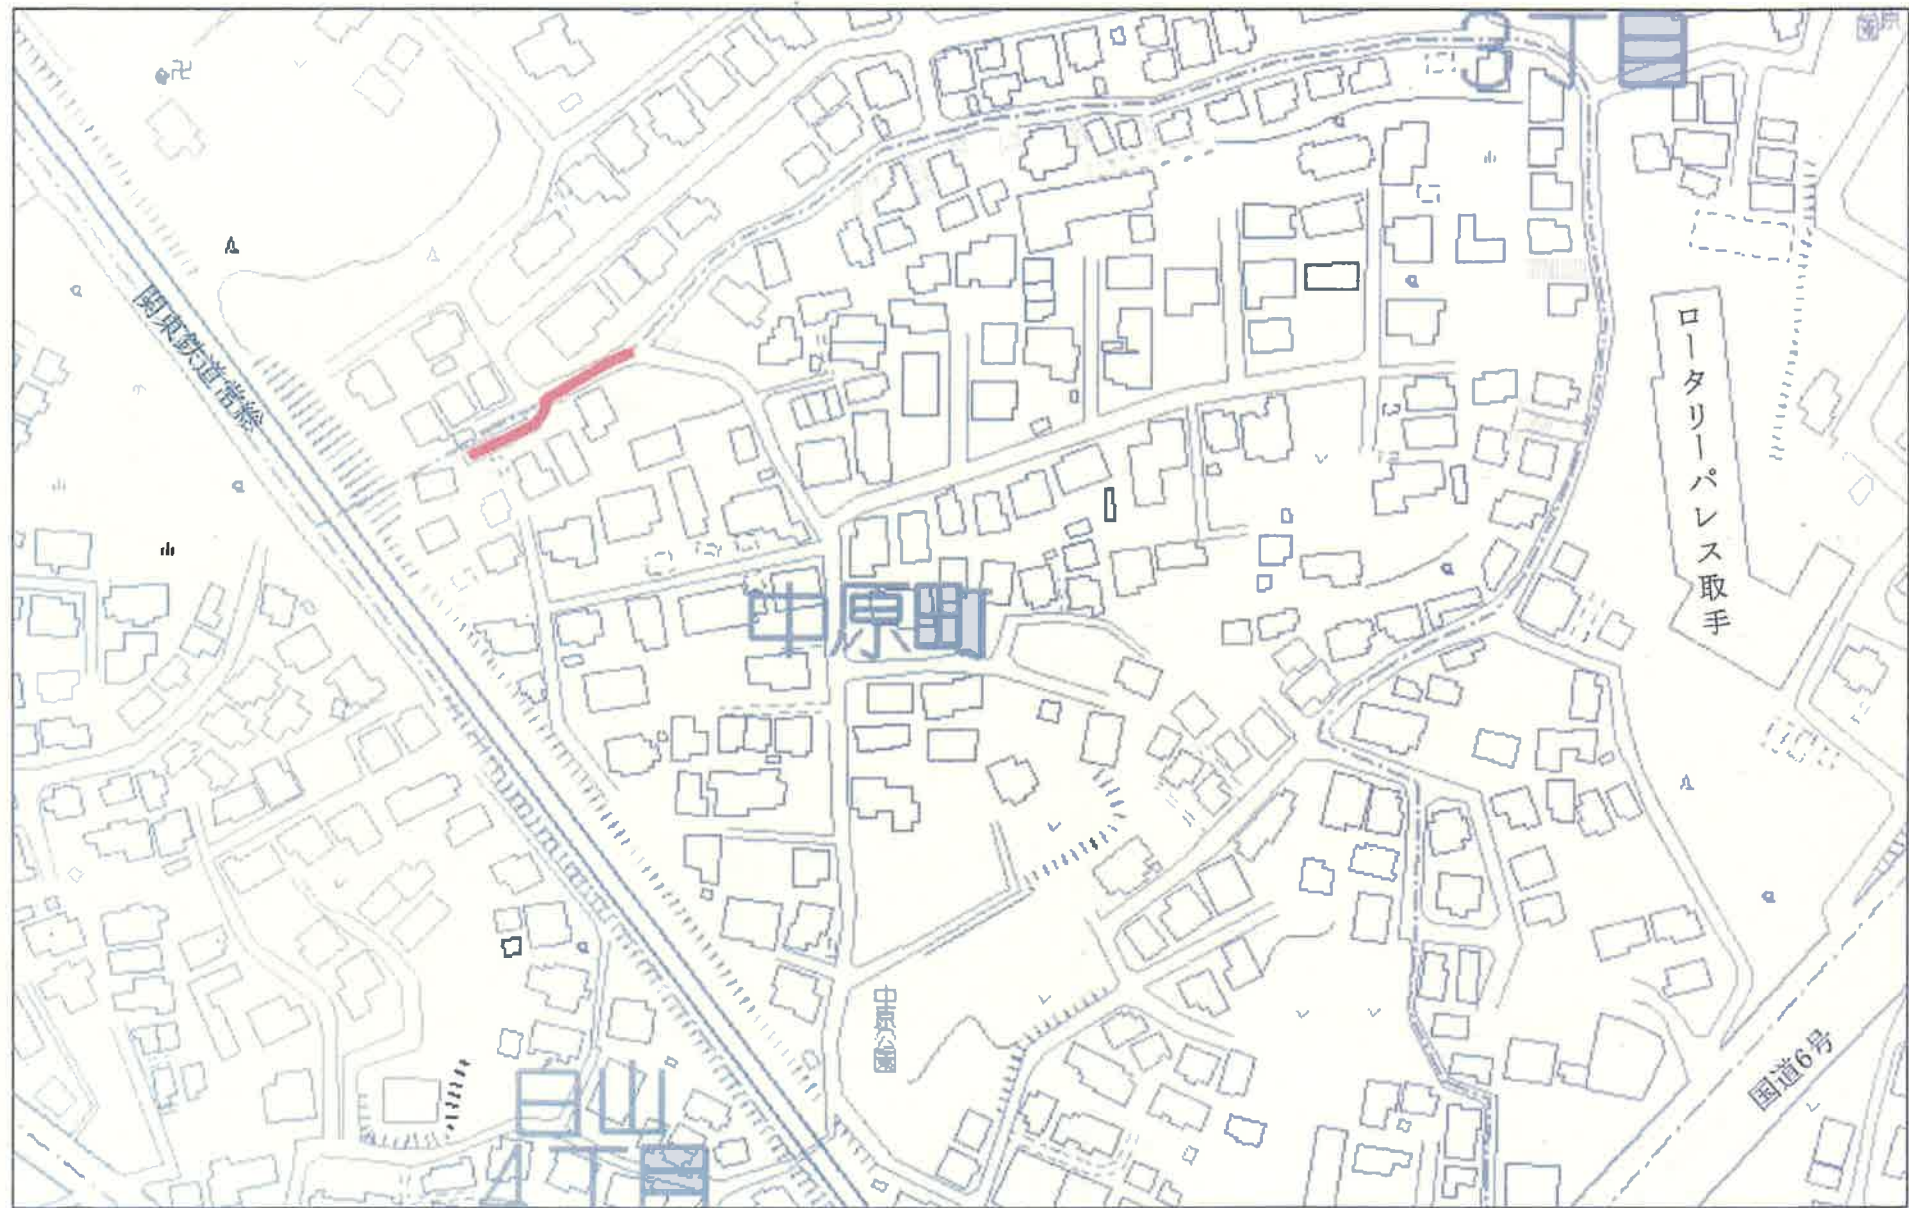 3丁目
関東鉄道常総
ロータリーパレス取手
中原町
中原公園
国道6号
白山
4丁目